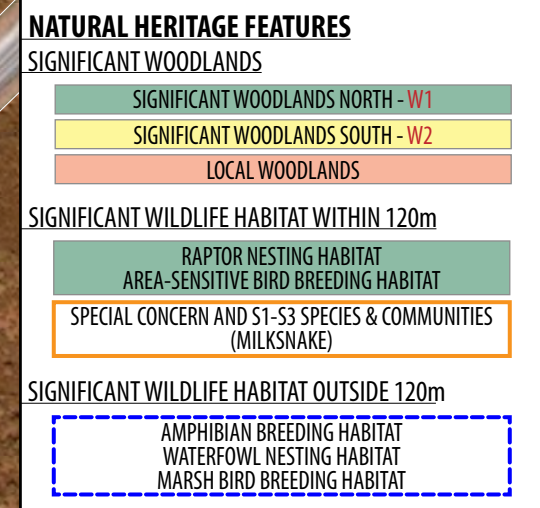 NATURAL HERITAGE FEATURES
SIGNIFICANT WOODLANDS
SIGNIFICANT WOODLANDS NORTH - W1
SIGNIFICANT WOODLANDS SOUTH - W2
LOCAL WOODLANDS
SIGNIFICANT WILDLIFE HABITAT WITHIN 120m
RAPTOR NESTING HABITAT
AREA-SENSITIVE BIRD BREEDING HABITAT
SPECIAL CONCERN AND S1-S3 SPECIES & COMMUNITIES
(MILKSNAKE)
SIGNIFICANT WILDLIFE HABITAT OUTSIDE 120m
AMPHIBIAN BREEDING HABITAT
WATERFOWL NESTING HABITAT
MARSH BIRD BREEDING HABITAT